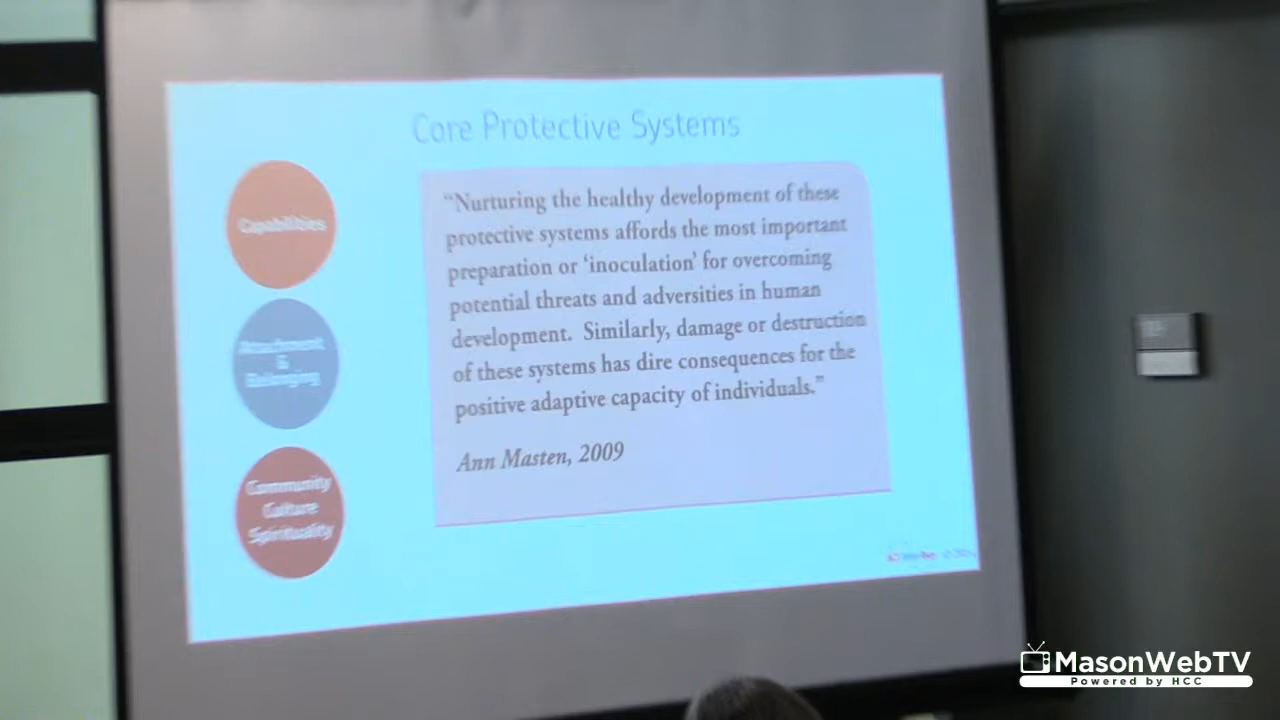 Core Protective Systems
Capabilities
Attachment
&
Belonging
Community
Culture
Spirituality
“Nurturing the healthy development of these
protective systems affords the most important
preparation or ‘inoculation’ for overcoming
potential threats and adversities in human
development.  Similarly, damage or destruction
of these systems has dire consequences for the
positive adaptive capacity of individuals.”
Ann Masten, 2009
MasonWebTV
Powered by HCC